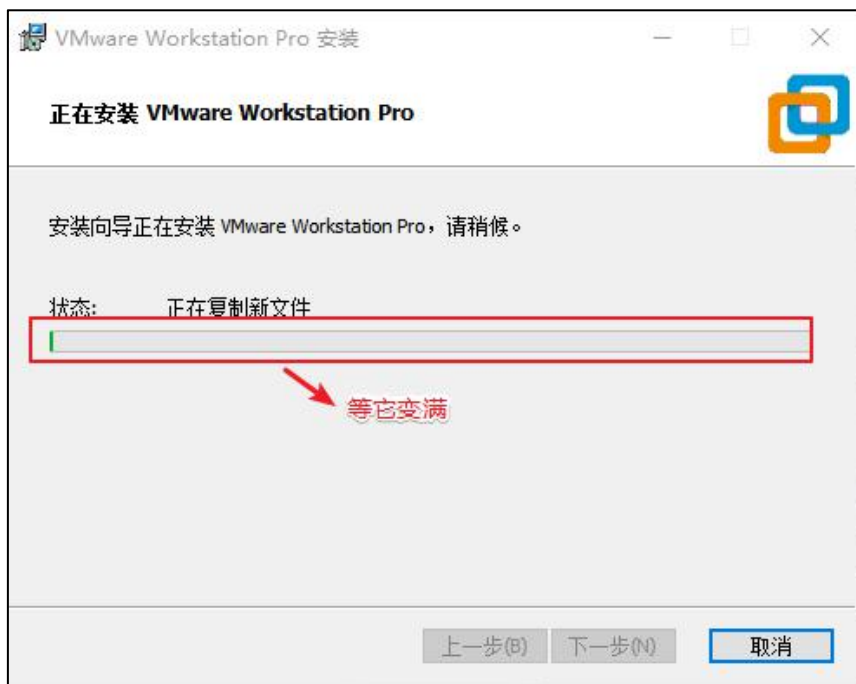 VMware Workstation Pro 安装
正在安装 VMware Workstation Pro
安装向导正在安装 VMware Workstation Pro，请稍候。
状态: 正在复制新文件
等它变满
上一步(B) 下一步(N) 取消